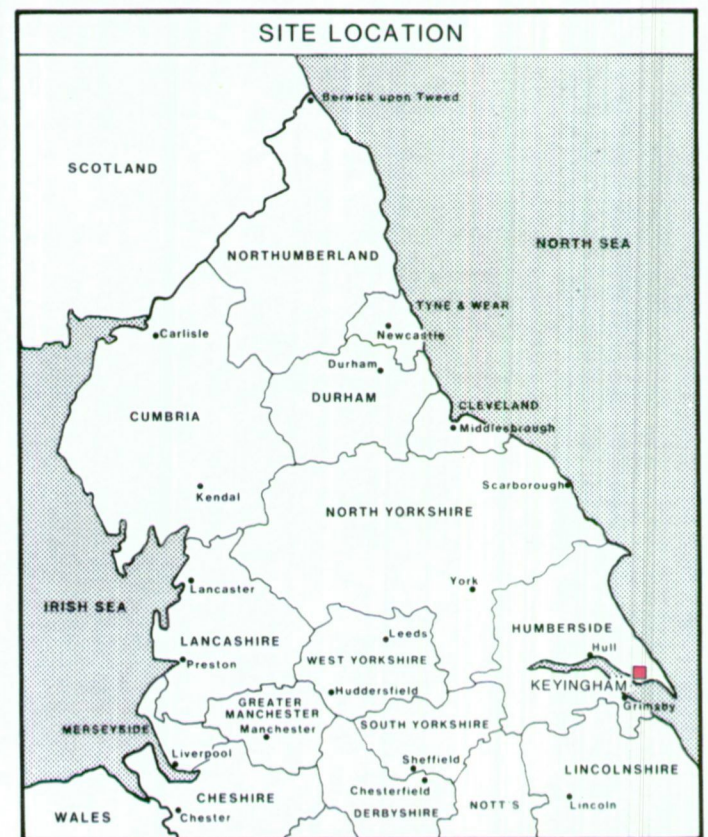 SITE LOCATION
Berwick upon Tweed
SCOTLAND
NORTH SEA
NORTHUMBERLAND
TYNE & WEAR
Carlisle
Newcastle
Durham
DURHAM
CLEVELAND
CUMBRIA
Middlesbrough
Kendal
Scarborough
NORTH YORKSHIRE
York
Lancaster
IRISH SEA
HUMBERSIDE
Leeds
LANCASHIRE
Hull
WEST YORKSHIRE
Preston
KEYINGHAM
Huddersfield
GREATER
MANCHESTER
Grimsby
SOUTH YORKSHIRE
MERSEYSIDE
Manchester
Liverpool
Sheffield
LINCOLNSHIRE
CHESHIRE
Chesterfield
NOTT S
Lincoln
DERBYSHIRE
WALES
Chester